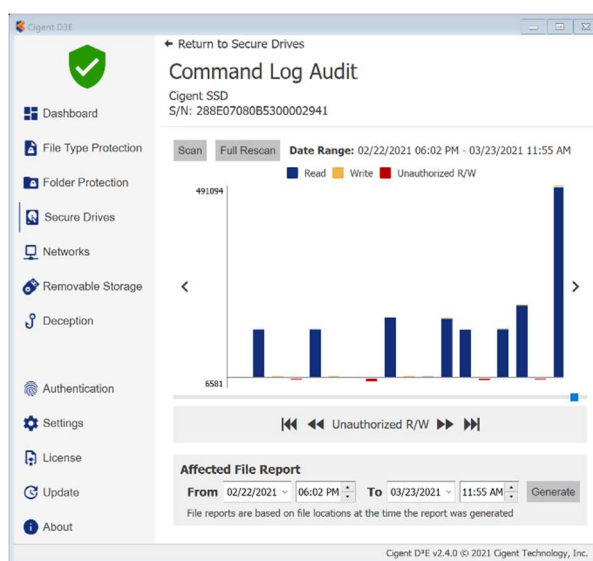 Cigent D3E
Return to Secure Drives
Command Log Audit
Cigent SSD
S/N: 288E07080B5300002941
Dashboard
File Type Protection
Folder Protection
Secure Drives
Networks
Removable Storage
Deception
Authentication
Settings
License
Update
About
Scan Full Rescan Date Range: 02/22/2021 06:02 PM - 03/23/2021 11:55 AM
Read Write Unauthorized R/W
491094
6581
Unauthorized R/W
Affected File Report
From 02/22/2021 06:02 PM To 03/23/2021 11:55 AM Generate
File reports are based on file locations at the time the report was generated
Cigent D³E v2.4.0 © 2021 Cigent Technology, Inc.